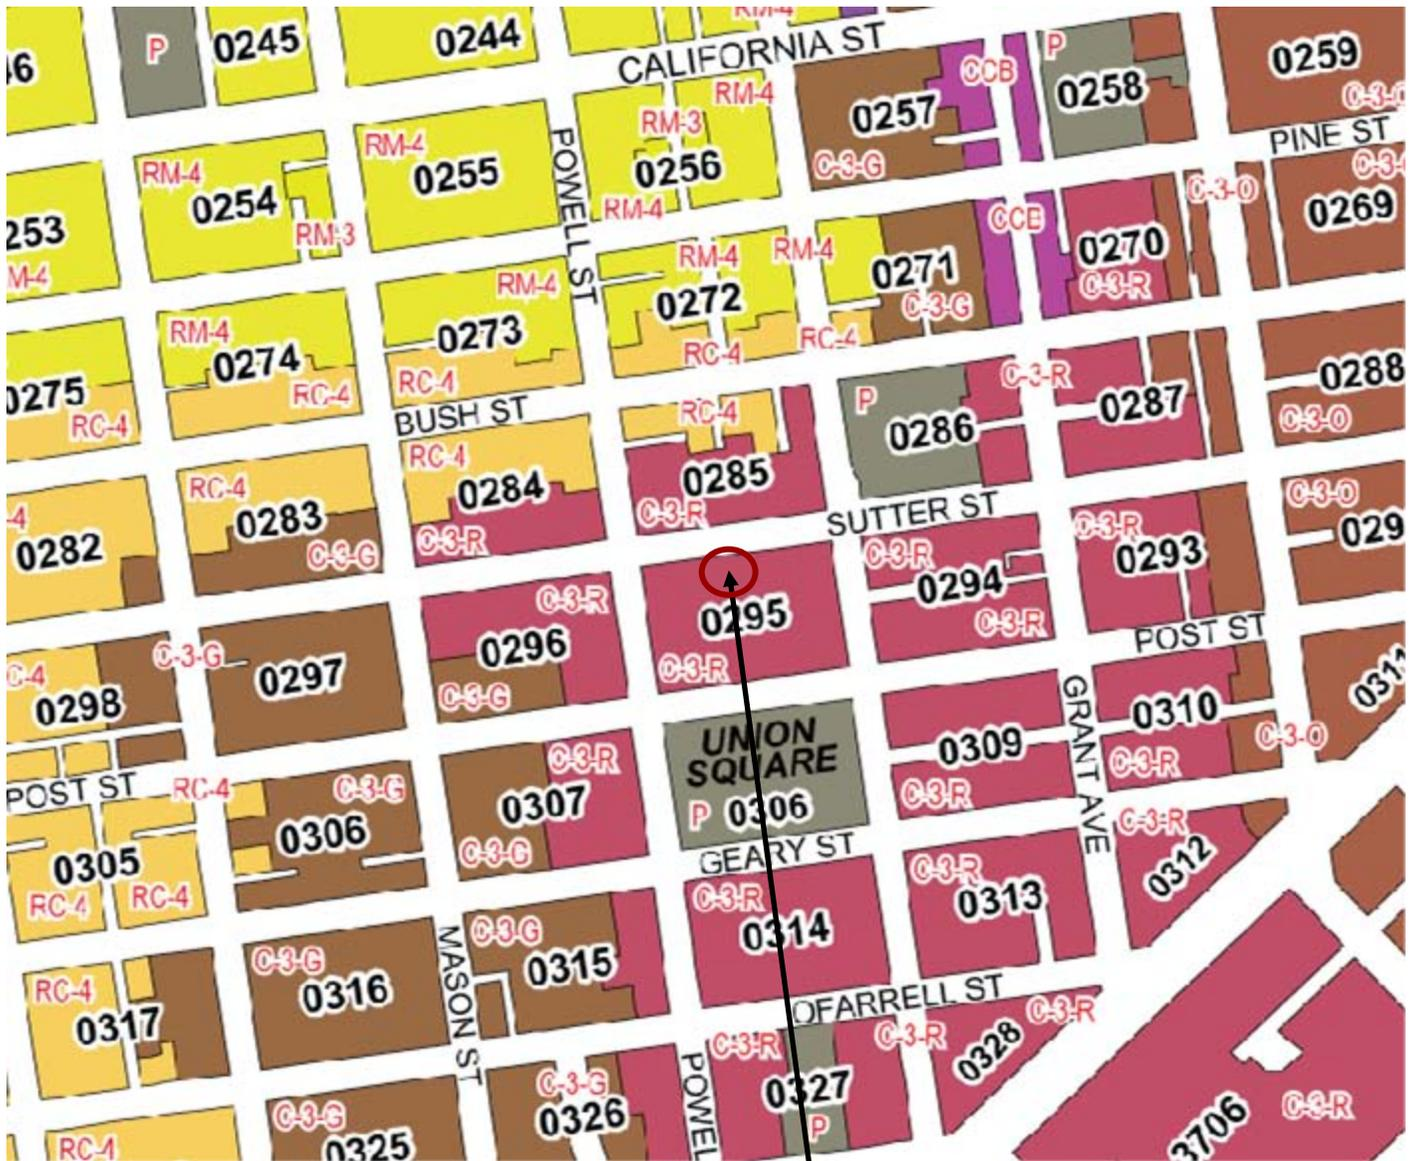 RM-4
P
0245
0244
CALIFORNIA ST
46
CCB
P
0259
0258
0257
C-3-O
RM-4
RM-3
PINE ST
RM-4
RM-4
0255
0256
C-3-G
0254
RM-4
RM-3
POWELL ST
253
M-4
CCB
C-3-O
0269
0270
C-3-R
RM-4
RM-4
RM-4
0271
C-3-G
0272
RC-4
RC-4
RM-4
0273
RC-4
0274
RC-4
0275
RC-4
BUSH ST
RC-4
0285
C-3-R
P
0286
C-3-R
0287
0288
C-3-O
RC-4
0284
C-3-R
RC-4
0283
C-3-G
-4
0282
SUTTER ST
C-3-R
0294
C-3-R
C-3-R
0293
C-3-O
029
0295
C-3-R
C-3-R
0296
C-3-G
C-3-G
0297
C-4
0298
POST ST
GRANT AVE
UNION
SQUARE
P
0306
0309
C-3-R
0310
C-3-R
C-3-O
0311
POST ST
RC-4
C-3-G
0306
C-3-R
0307
C-3-G
GEARY ST
0305
RC-4
RC-4
C-3-R
0314
C-3-R
0313
C-3-R
0312
MASON ST
C-3-G
0315
C-3-G
0316
RC-4
0317
OFARRELL ST
C-3-R
C-3-R
C-3-R
0328
0327
P
POWEL
C-3-G
0326
C-3-G
0325
RC-4
3706
C-3-R